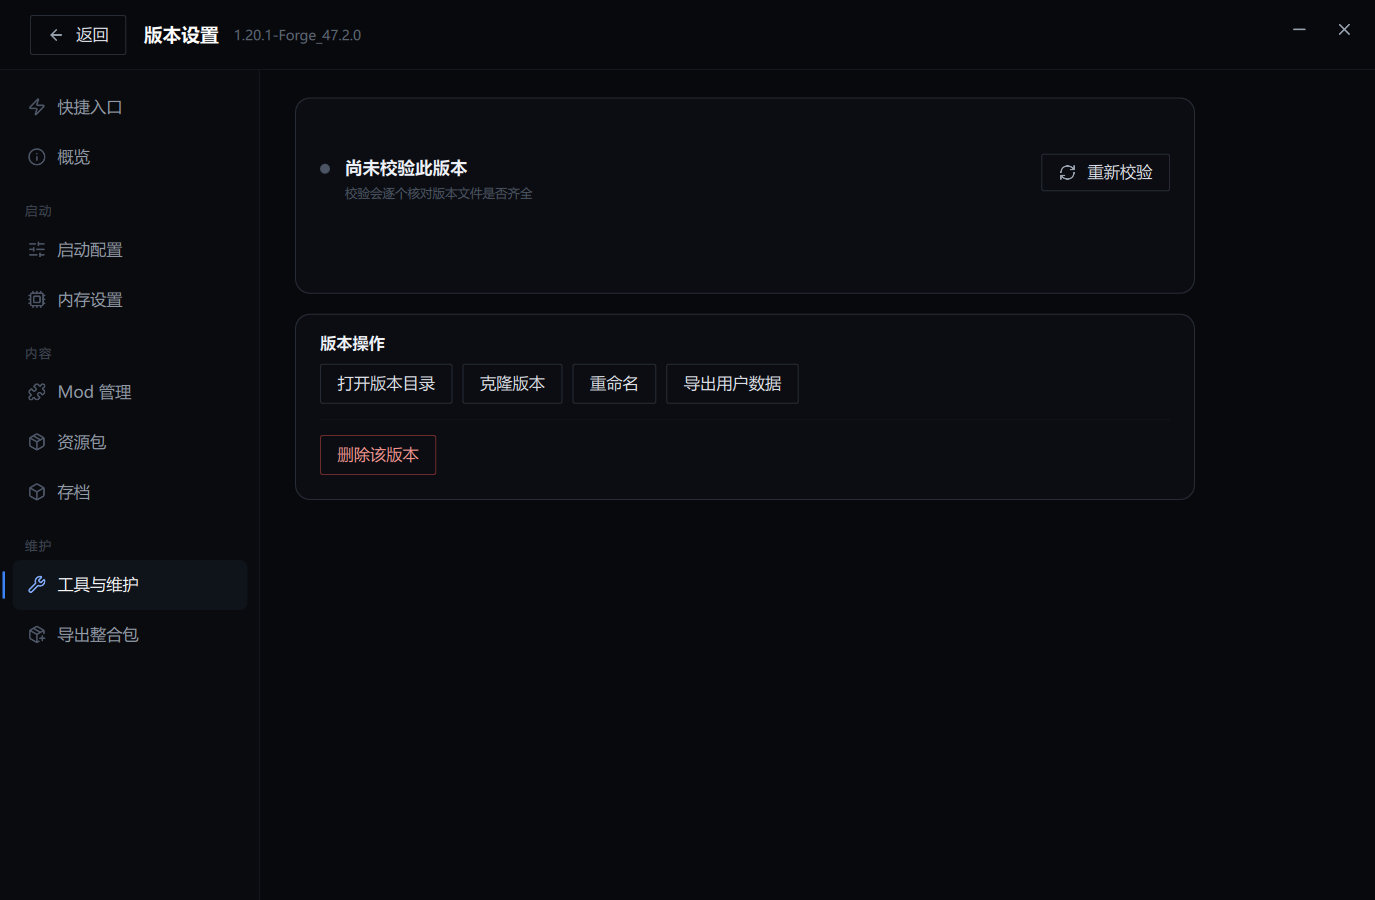 返回
版本设置 1.20.1-Forge_47.2.0
快捷入口
概览
启动
启动配置
内存设置
内容
Mod 管理
资源包
存档
维护
工具与维护
导出整合包
尚未校验此版本
校验会逐个核对版本文件是否齐全
重新校验
版本操作
打开版本目录 克隆版本 重命名 导出用户数据
删除该版本